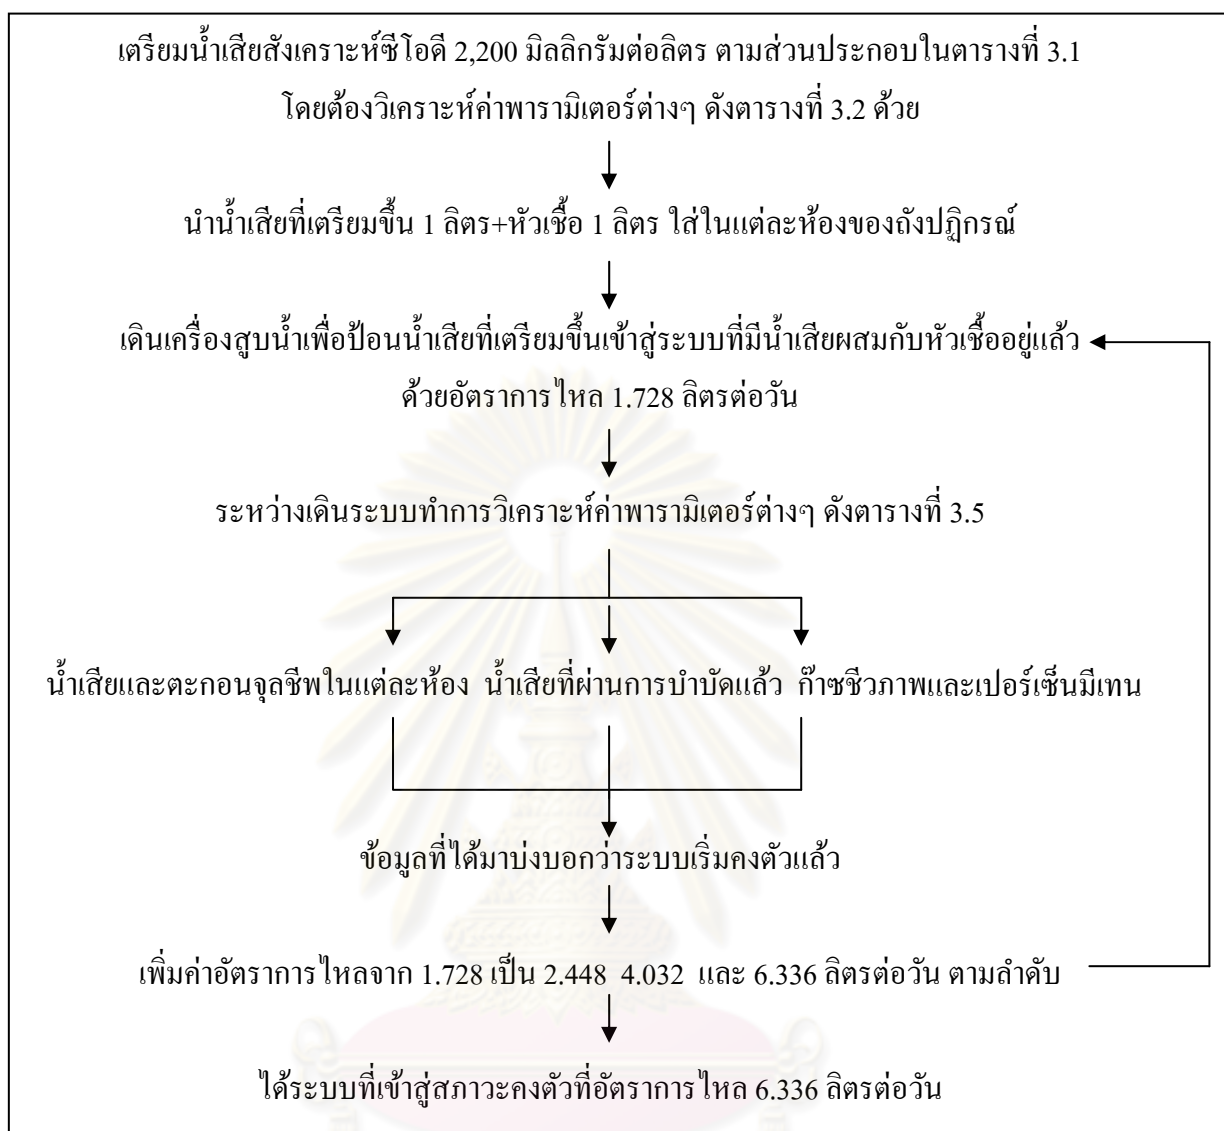 เตรียมน้ำเสียสังเคราะห์ซีโอดี 2,200 มิลลิกรัมต่อลิตร ตามส่วนประกอบในตารางที่ 3.1
โดยต้องวิเคราะห์ค่าพารามิเตอร์ต่างๆ ดังตารางที่ 3.2 ด้วย
นำน้ำเสียที่เตรียมขึ้น 1 ลิตร+หัวเชื้อ 1 ลิตร ใส่ในแต่ละห้องของถังปฏิกรณ์
เดินเครื่องสูบน้ำเพื่อป้อนน้ำเสียที่เตรียมขึ้นเข้าสู่ระบบที่มีน้ำเสียผสมกับหัวเชื้ออยู่แล้ว
ด้วยอัตราการไหล 1.728 ลิตรต่อวัน
ระหว่างเดินระบบทำการวิเคราะห์ค่าพารามิเตอร์ต่างๆ ดังตารางที่ 3.5
น้ำเสียและตะกอนจุลชีพในแต่ละห้อง น้ำเสียที่ผ่านการบำบัดแล้ว ก๊าซชีวภาพและเปอร์เซ็นมีเทน
ข้อมูลที่ได้มาบ่งบอกว่าระบบเริ่มคงตัวแล้ว
เพิ่มค่าอัตราการไหลจาก 1.728 เป็น 2.448 4.032 และ 6.336 ลิตรต่อวัน ตามลำดับ
ได้ระบบที่เข้าสู่สภาวะคงตัวที่อัตราการไหล 6.336 ลิตรต่อวัน